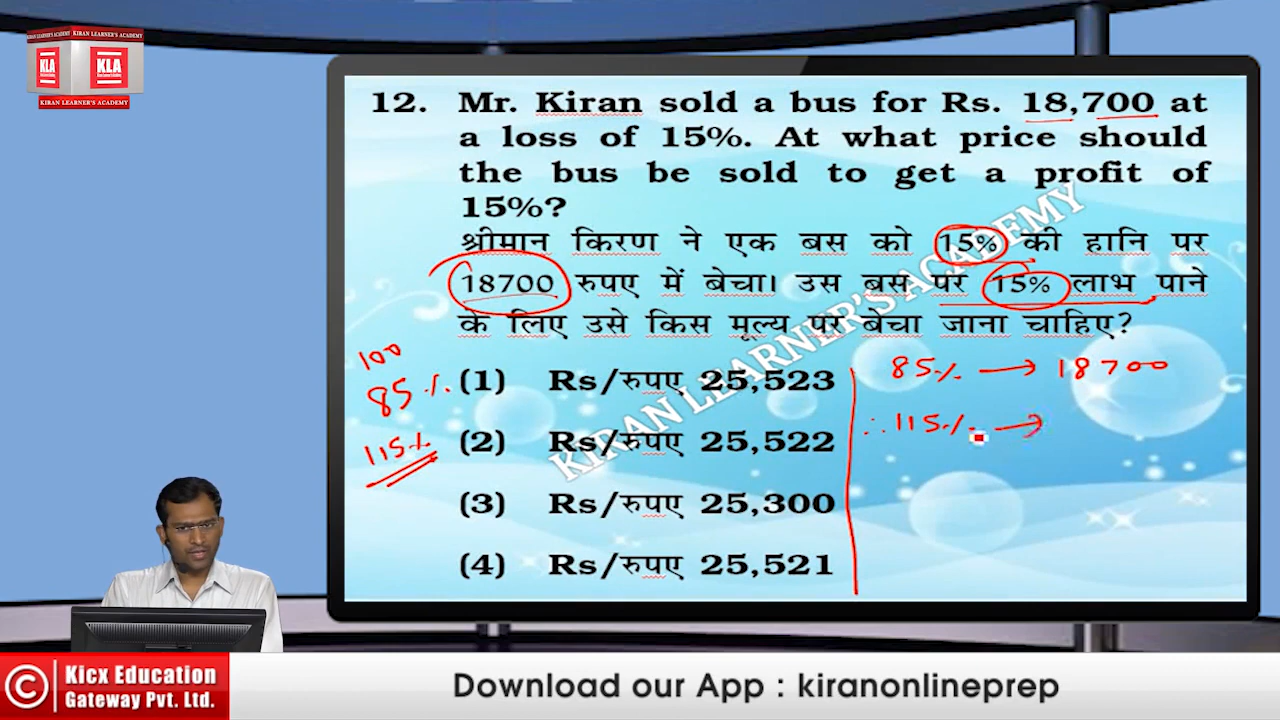 KIRAN LEARNER'S ACADEMY KIRAN LEARNER'S ACADEMY
KLA KLA
KIRAN LEARNER'S ACADEMY
12. Mr. Kiran sold a bus for Rs. 18,700 at
a loss of 15%. At what price should
the bus be sold to get a profit of
15%?
श्रीमान किरण ने एक बस को 15% की हानि पर
18700 रुपए में बेचा। उस बस पर 15% लाभ पाने
के लिए उसे किस मूल्य पर बेचा जाना चाहिए?
100
85%
115%
(1) Rs/रुपए 25,523
(2) Rs/रुपए 25,522
(3) Rs/रुपए 25,300
(4) Rs/रुपए 25,521
85% → 18700
∴ 115% →
KIRAN LEARNER'S ACADEMY
© Kicx Education
Gateway Pvt. Ltd.
Download our App : kiranonlineprep